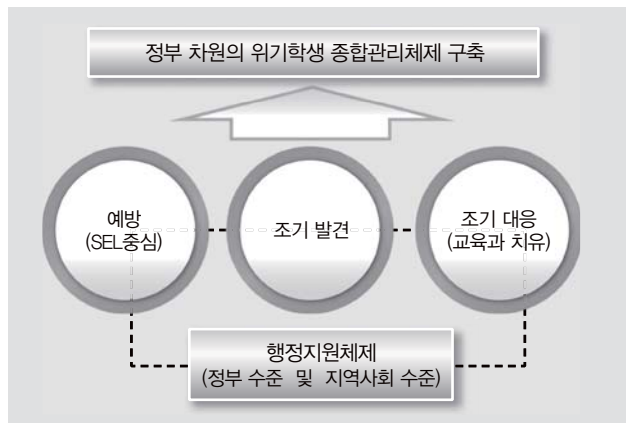 정부 차원의 위기학생 종합관리체제 구축
예방
(SEL중심)
조기 발견
조기 대응
(교육과 치유)
행정지원체제
(정부 수준 및 지역사회 수준)